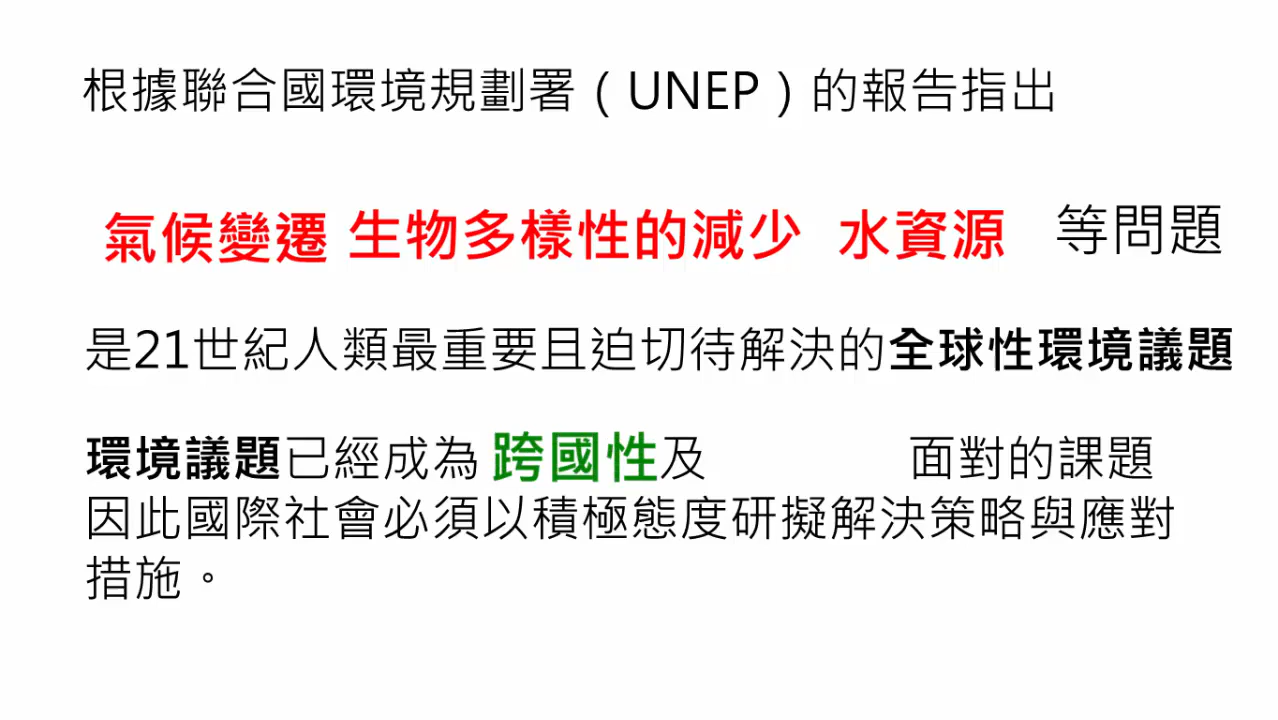 根據聯合國環境規劃署（UNEP）的報告指出
氣候變遷 生物多樣性的減少 水資源 等問題
是21世紀人類最重要且迫切待解決的全球性環境議題
環境議題已經成為 跨國性及 面對的課題
因此國際社會必須以積極態度研擬解決策略與應對
措施。